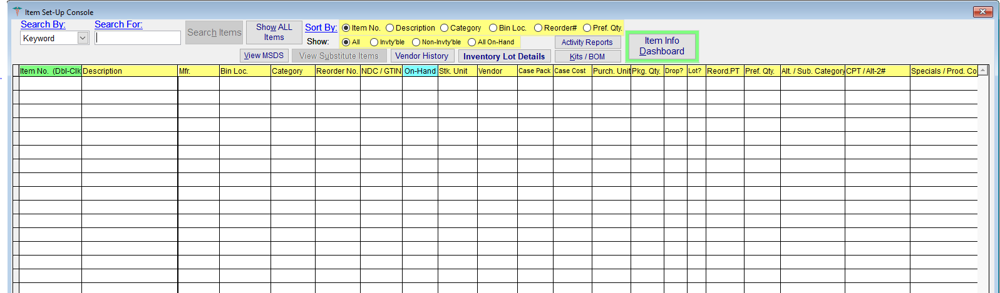 Item Set-Up Console
Search By: Search For: Search Items Show ALL Items Sort By: Item No. Description Category Bin Loc. Reorder# Pref. Qty.
Keyword Show: All Invty'ble Non-Invty'ble All On-Hand Activity Reports Item Info Dashboard
View MSDS View Substitute Items Vendor History Inventory Lot Details Kits / BOM
Item No. (Dbl-Clk Description Mfr. Bin Loc. Category Reorder No. NDC / GTIN On-Hand Stk. Unit Vendor Case Pack Case Cost Purch. Unit Pkg. Qty. Drop? Lot? Reord.PT Pref. Qty. Alt. / Sub. Category CPT / Alt-2# Specials / Prod. Co